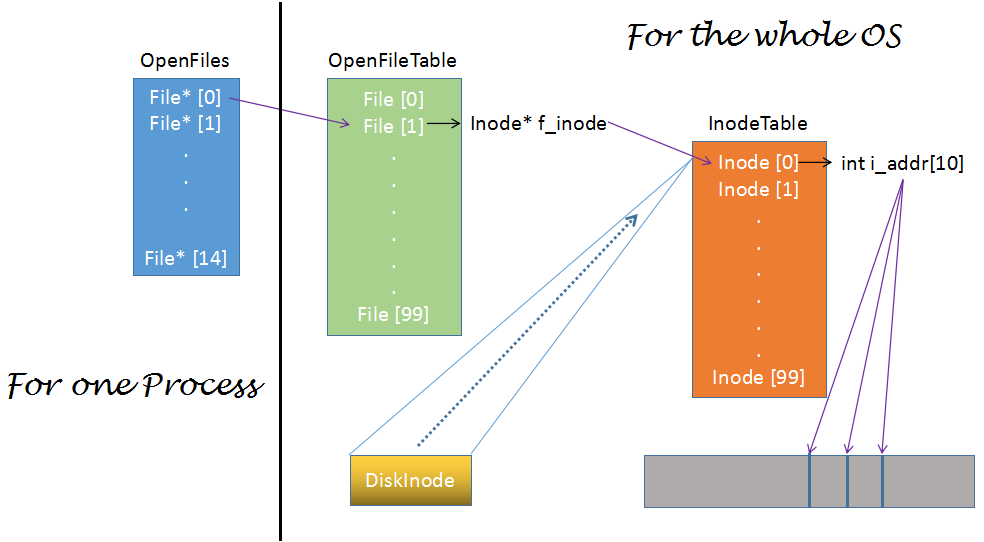 For the whole OS
OpenFiles
OpenFileTable
File* [0]
File* [1]
.
.
.
File* [14]
File [0]
File [1]
.
.
.
.
.
.
File [99]
Inode* f_inode
InodeTable
Inode [0]
Inode [1]
.
.
.
.
.
.
Inode [99]
int i_addr[10]
For one Process
DiskInode